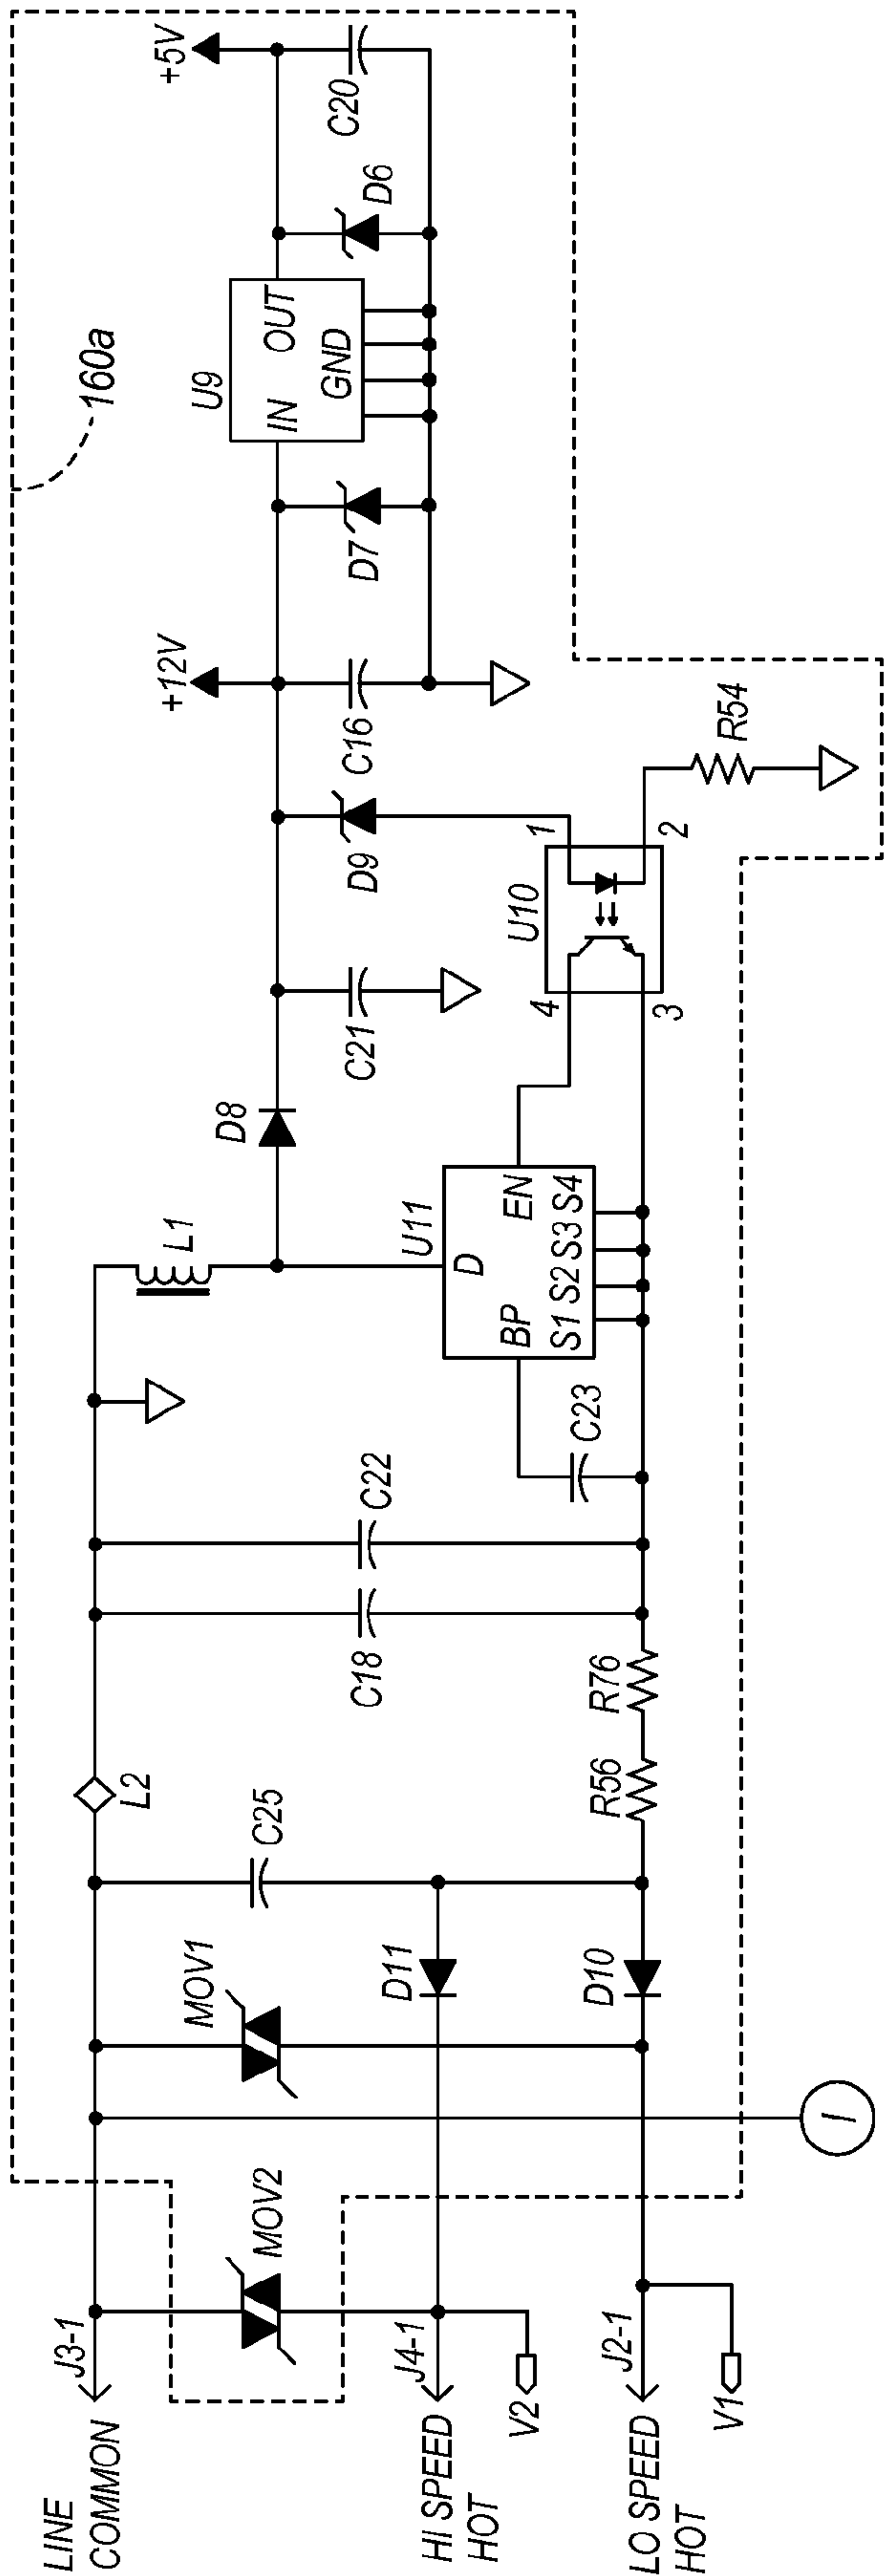 LINE
COMMON
J3-1
HI SPEED
HOT
J4-1
V2
LO SPEED
HOT
J2-1
V1
MOV2
I
MOV1
D11
D10
C25
L2
R56
R76
C18
C22
C23
L1
U11
D
BP
EN
S1 S2 S3 S4
D8
C21
U10
4
3
1
2
D9
R54
C16
+12V
D7
U9
IN
OUT
GND
D6
C20
+5V
160a